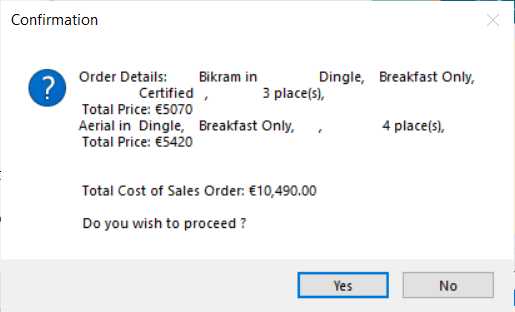 Confirmation
Order Details: Bikram in Dingle, Breakfast Only,
Certified , 3 place(s),
Total Price: €5070
Aerial in Dingle, Breakfast Only, , 4 place(s),
Total Price: €5420
Total Cost of Sales Order: €10,490.00
Do you wish to proceed ?
Yes No